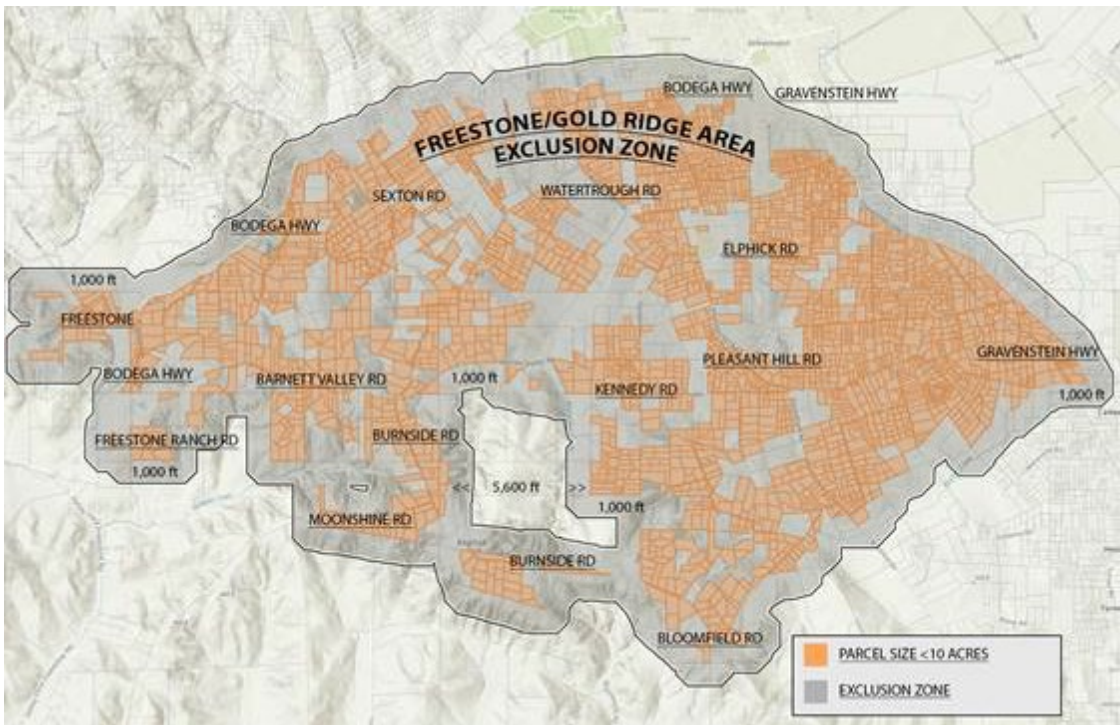 BODEGA HWY
GRAVENSTEIN HWY
FREESTONE/GOLD RIDGE AREA
EXCLUSION ZONE
SEXTON RD
WATERTROUGH RD
BODEGA HWY
ELPHICK RD
1,000 ft
FREESTONE
BODEGA HWY
BARNETT VALLEY RD
1,000 ft
KENNEDY RD
PLEASANT HILL RD
GRAVENSTEIN HWY
1,000 ft
FREESTONE RANCH RD
BURNSIDE RD
1,000 ft
<< 5,600 ft >>
1,000 ft
MOONSHINE RD
BURNSIDE RD
BLOOMFIELD RD
PARCEL SIZE <10 ACRES
EXCLUSION ZONE